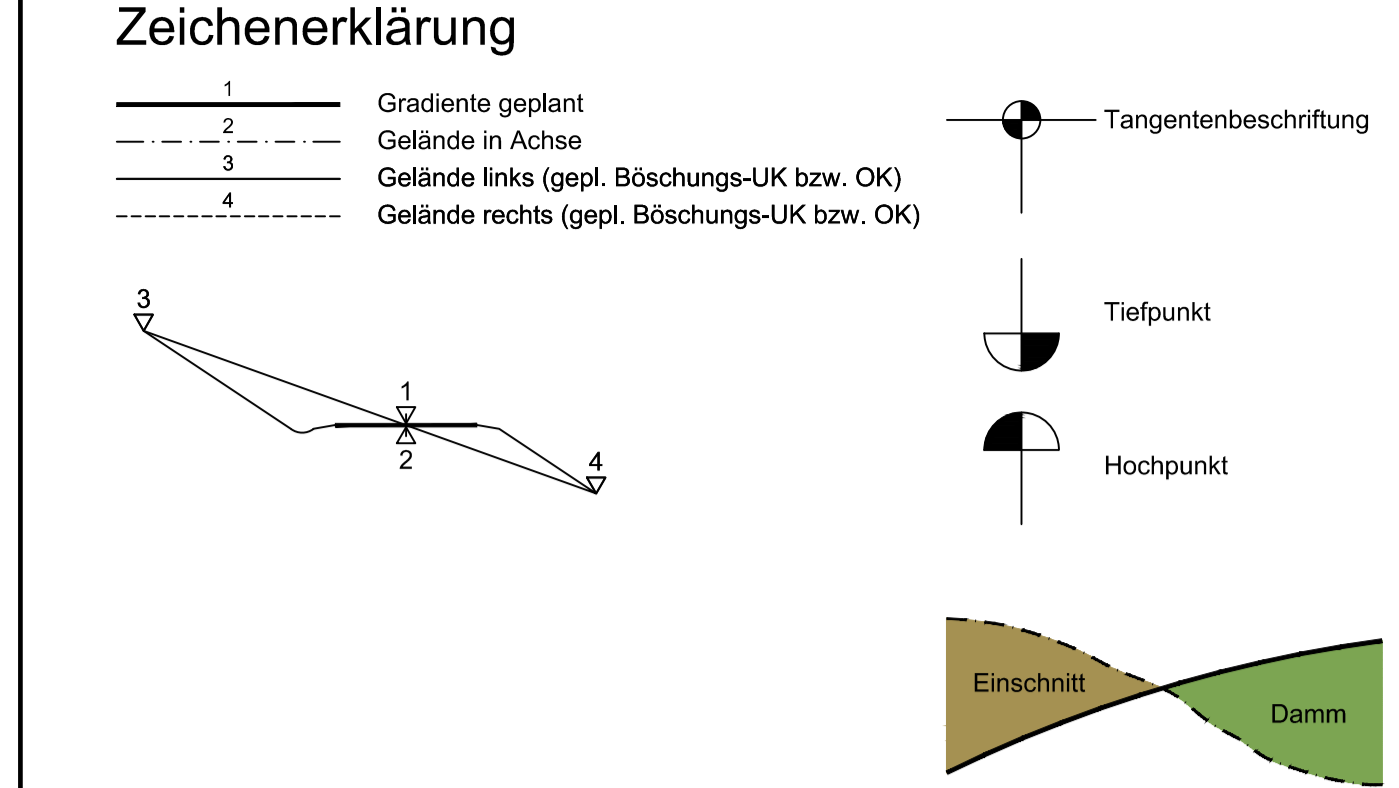 Zeichenerklärung
1
Gradiente geplant
2
Gelände in Achse
3
Gelände links (gepl. Böschungs-UK bzw. OK)
4
Gelände rechts (gepl. Böschungs-UK bzw. OK)
3
1
2
4
Tangentenbeschriftung
Tiefpunkt
Hochpunkt
Einschnitt
Damm